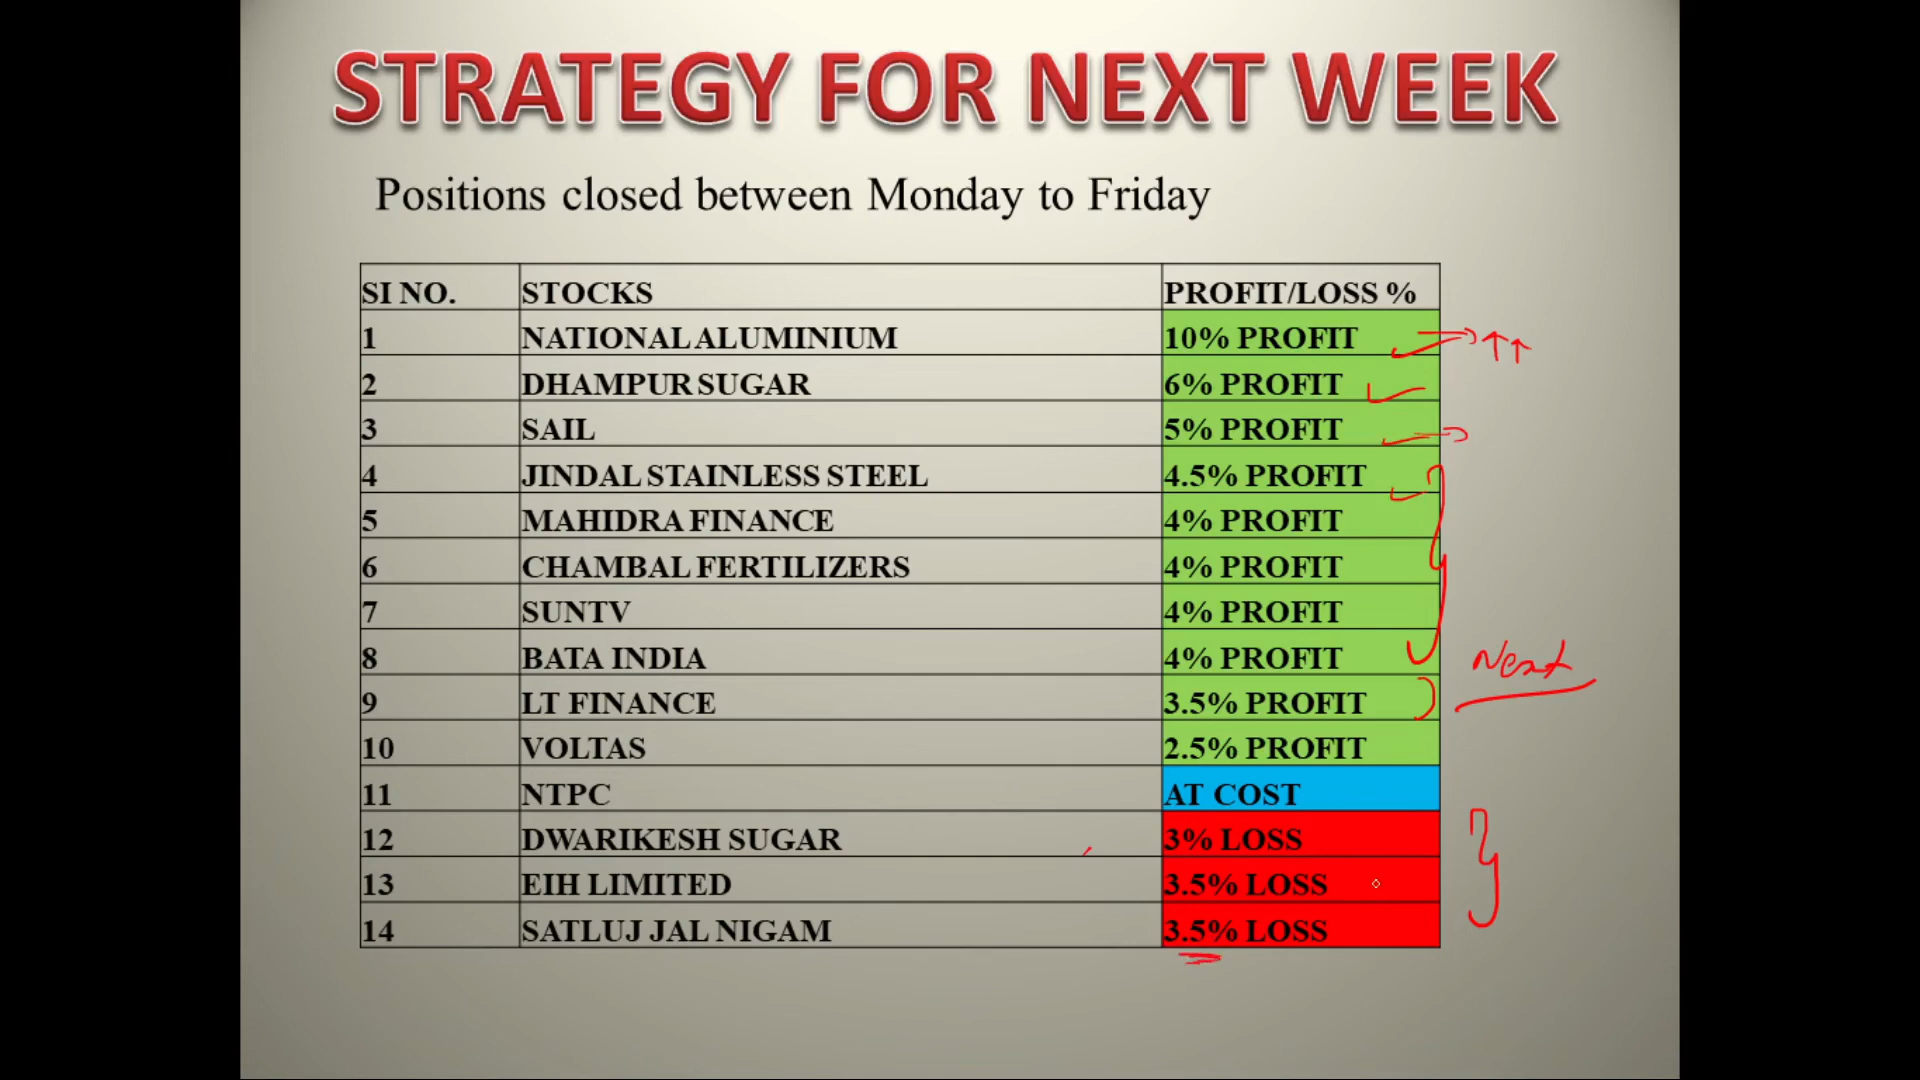 STRATEGY FOR NEXT WEEK
Positions closed between Monday to Friday
SI NO. STOCKS PROFIT/LOSS %
1 NATIONAL ALUMINIUM 10% PROFIT
2 DHAMPUR SUGAR 6% PROFIT
3 SAIL 5% PROFIT
4 JINDAL STAINLESS STEEL 4.5% PROFIT
5 MAHIDRA FINANCE 4% PROFIT
6 CHAMBAL FERTILIZERS 4% PROFIT
7 SUNTV 4% PROFIT
8 BATA INDIA 4% PROFIT
Next
9 LT FINANCE 3.5% PROFIT
10 VOLTAS 2.5% PROFIT
11 NTPC AT COST
12 DWARIKESH SUGAR 3% LOSS
13 EIH LIMITED 3.5% LOSS
14 SATLUJ JAL NIGAM 3.5% LOSS